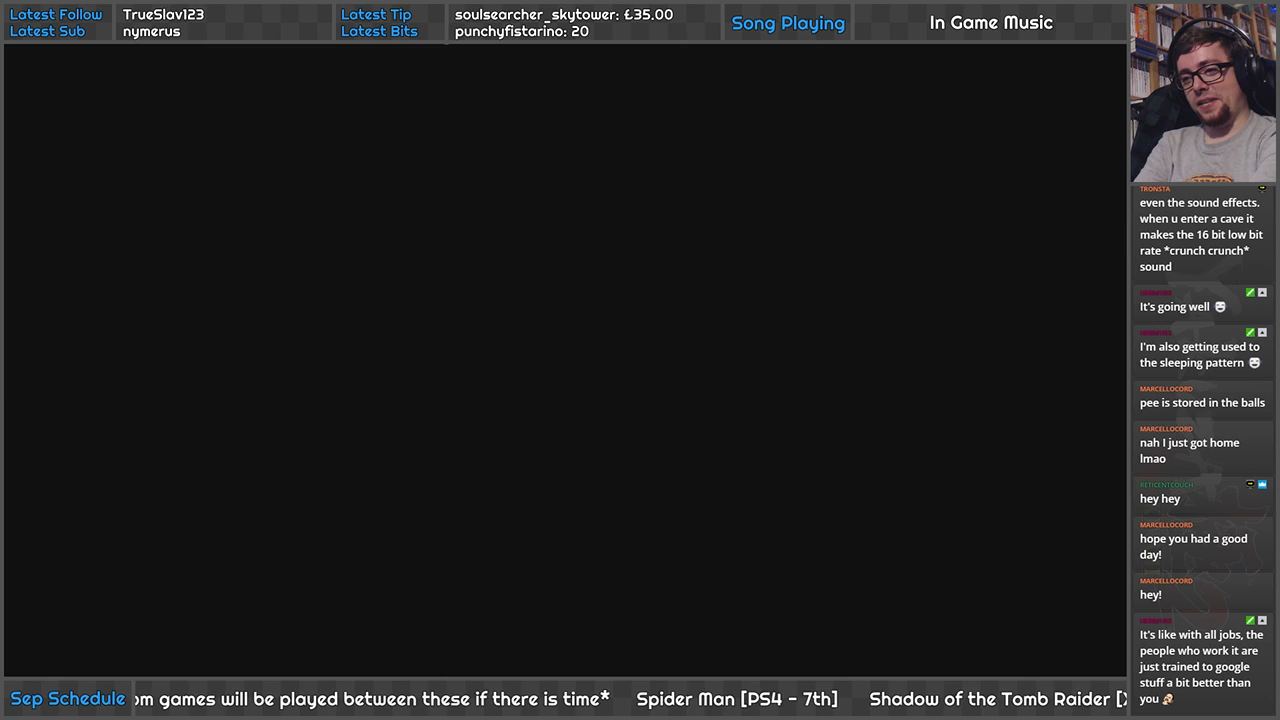 Latest Follow
Latest Sub
TrueSlav123
nymerus
Latest Tip
Latest Bits
soulsearcher_skytower: £35.00
punchyfistarino: 20
Song Playing
In Game Music
TRONSTA
even the sound effects.
when u enter a cave it
makes the 16 bit low bit
rate *crunch crunch*
sound
It's going well
I'm also getting used to
the sleeping pattern
MARCELLOCORD
pee is stored in the balls
MARCELLOCORD
nah I just got home
lmao
RETICENTCOUCH
hey hey
MARCELLOCORD
hope you had a good
day!
MARCELLOCORD
hey!
It's like with all jobs, the
people who work it are
just trained to google
stuff a bit better than
you
Sep Schedule
om games will be played between these if there is time* Spider Man [PS4 - 7th] Shadow of the Tomb Raider [